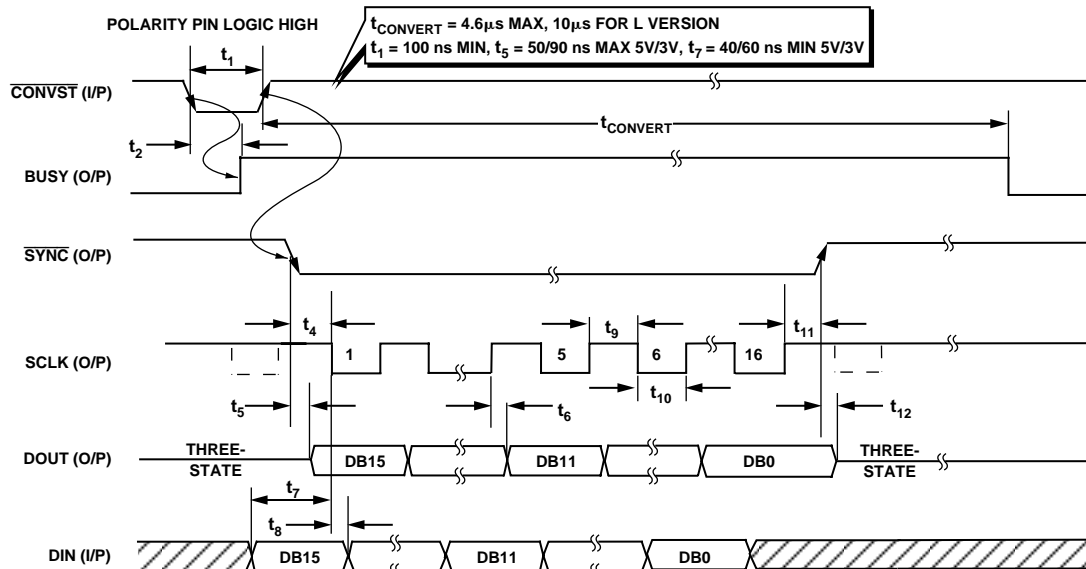 POLARITY PIN LOGIC HIGH
tCONVERT = 4.6μs MAX, 10μs FOR L VERSION
t1 = 100 ns MIN, t5 = 50/90 ns MAX 5V/3V, t7 = 40/60 ns MIN 5V/3V
t1
CONVST (I/P)
tCONVERT
t2
BUSY (O/P)
SYNC (O/P)
t4
t9
t11
SCLK (O/P)
1
5
6
16
t10
t5
t6
t12
DOUT (O/P)
THREE-
STATE
DB15
DB11
DB0
THREE-
STATE
t7
t8
DIN (I/P)
DB15
DB11
DB0